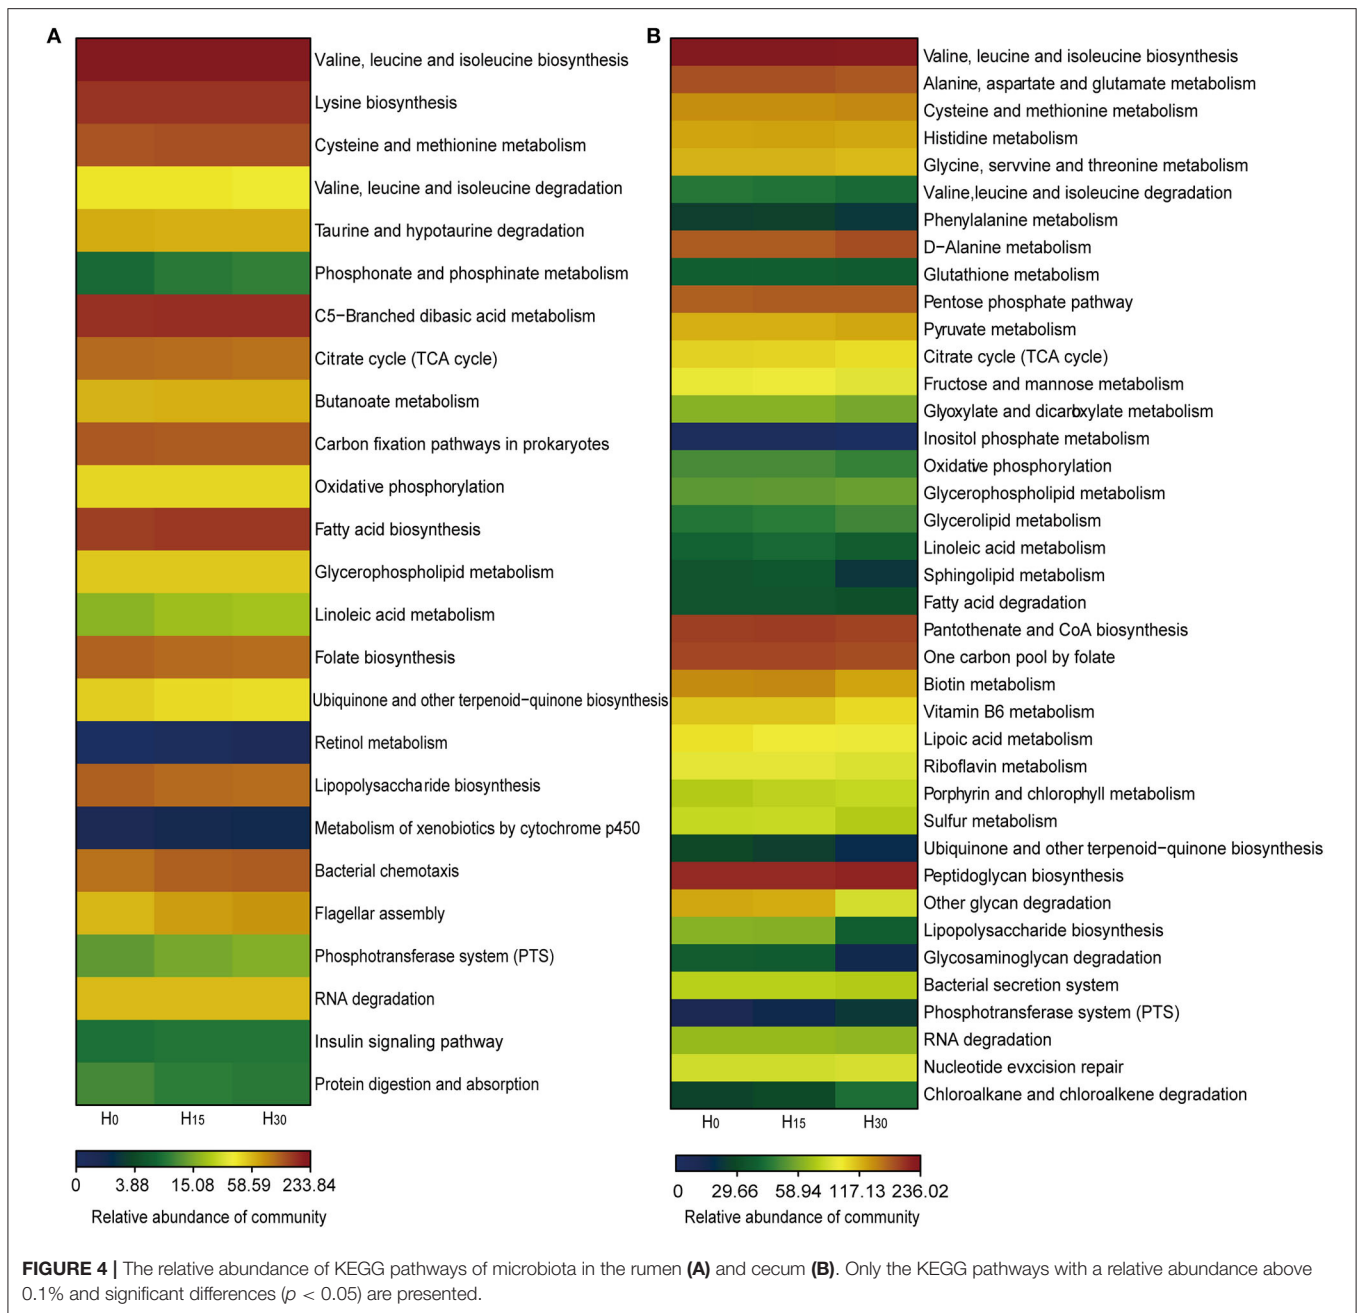 A
Valine, leucine and isoleucine biosynthesis
Lysine biosynthesis
Cysteine and methionine metabolism
Valine, leucine and isoleucine degradation
Taurine and hypotaurine degradation
Phosphonate and phosphinate metabolism
C5−Branched dibasic acid metabolism
Citrate cycle (TCA cycle)
Butanoate metabolism
Carbon fixation pathways in prokaryotes
Oxidative phosphorylation
Fatty acid biosynthesis
Glycerophospholipid metabolism
Linoleic acid metabolism
Folate biosynthesis
Ubiquinone and other terpenoid−quinone biosynthesis
Retinol metabolism
Lipopolysaccharide biosynthesis
Metabolism of xenobiotics by cytochrome p450
Bacterial chemotaxis
Flagellar assembly
Phosphotransferase system (PTS)
RNA degradation
Insulin signaling pathway
Protein digestion and absorption
H0 H15 H30
0 3.88 15.08 58.59 233.84
Relative abundance of community
B
Valine, leucine and isoleucine biosynthesis
Alanine, aspartate and glutamate metabolism
Cysteine and methionine metabolism
Histidine metabolism
Glycine, servvine and threonine metabolism
Valine,leucine and isoleucine degradation
Phenylalanine metabolism
D−Alanine metabolism
Glutathione metabolism
Pentose phosphate pathway
Pyruvate metabolism
Citrate cycle (TCA cycle)
Fructose and mannose metabolism
Glyoxylate and dicarboxylate metabolism
Inositol phosphate metabolism
Oxidative phosphorylation
Glycerophospholipid metabolism
Glycerolipid metabolism
Linoleic acid metabolism
Sphingolipid metabolism
Fatty acid degradation
Pantothenate and CoA biosynthesis
One carbon pool by folate
Biotin metabolism
Vitamin B6 metabolism
Lipoic acid metabolism
Riboflavin metabolism
Porphyrin and chlorophyll metabolism
Sulfur metabolism
Ubiquinone and other terpenoid−quinone biosynthesis
Peptidoglycan biosynthesis
Other glycan degradation
Lipopolysaccharide biosynthesis
Glycosaminoglycan degradation
Bacterial secretion system
Phosphotransferase system (PTS)
RNA degradation
Nucleotide evxcision repair
Chloroalkane and chloroalkene degradation
H0 H15 H30
0 29.66 58.94 117.13 236.02
Relative abundance of community
FIGURE 4 | The relative abundance of KEGG pathways of microbiota in the rumen (A) and cecum (B). Only the KEGG pathways with a relative abundance above
0.1% and significant differences (p < 0.05) are presented.